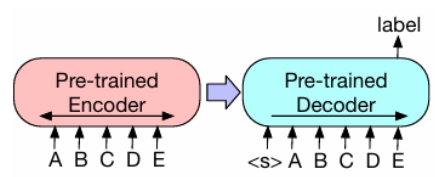 label
Pre-trained
Encoder
Pre-trained
Decoder
A B C D E
<s> A B C D E